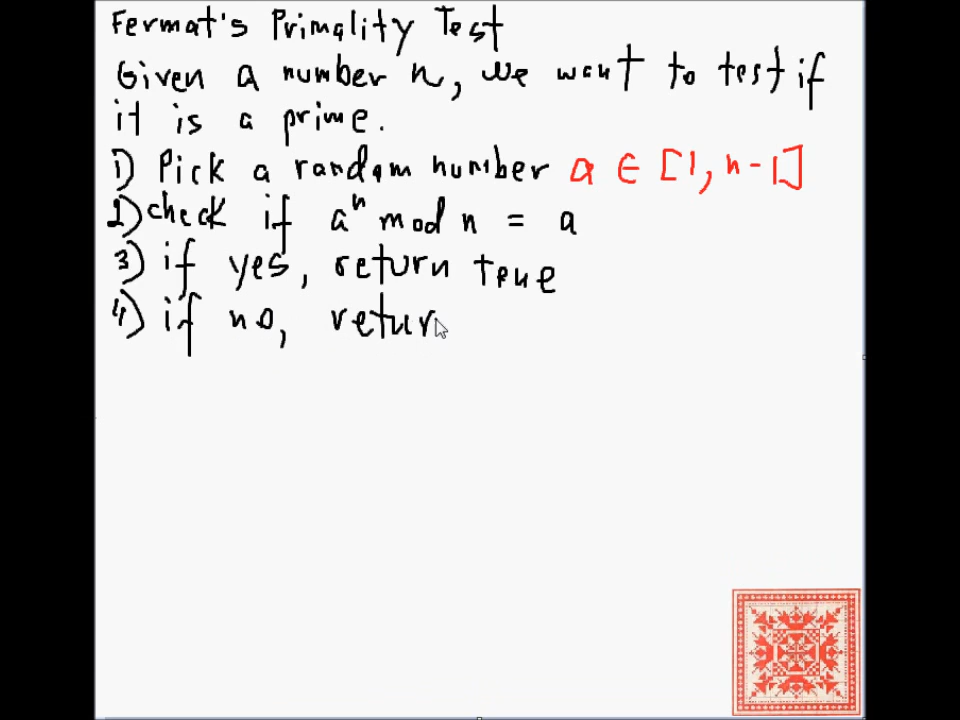 Fermat's Primality Test
Given a number n, we want to test if
it is a prime.
1) Pick a random number a ∈ [1, n-1]
2) check if aⁿ mod n = a
3) if yes, return true
4) if no, retur